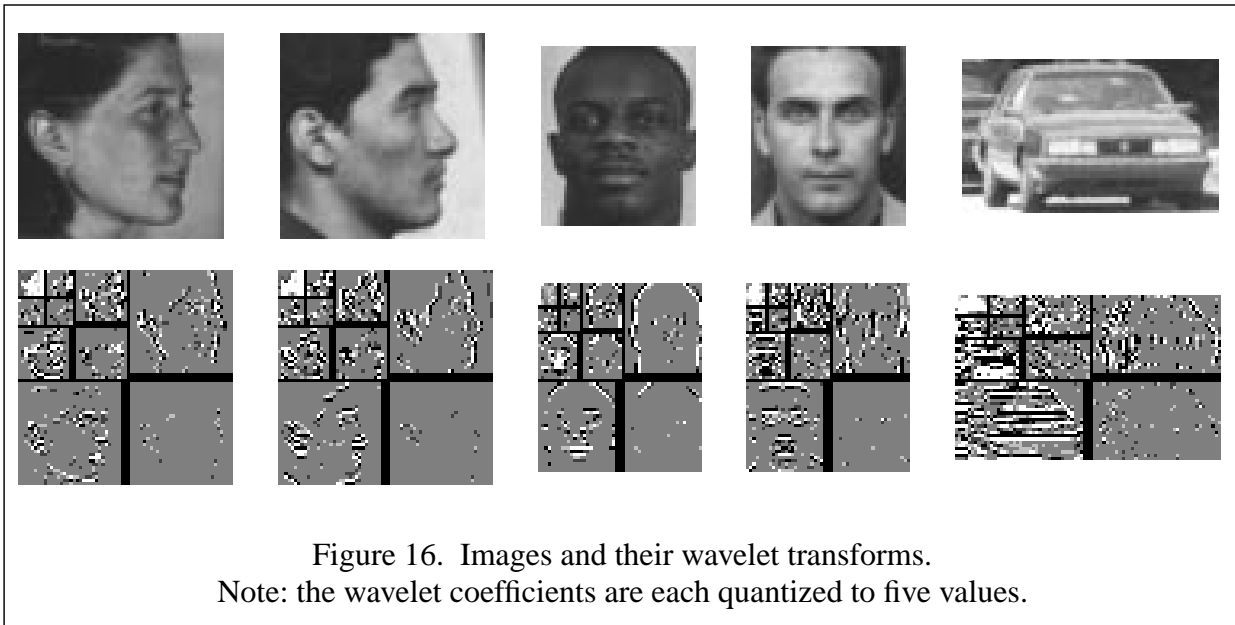 Figure 16. Images and their wavelet transforms.
Note: the wavelet coefficients are each quantized to five values.